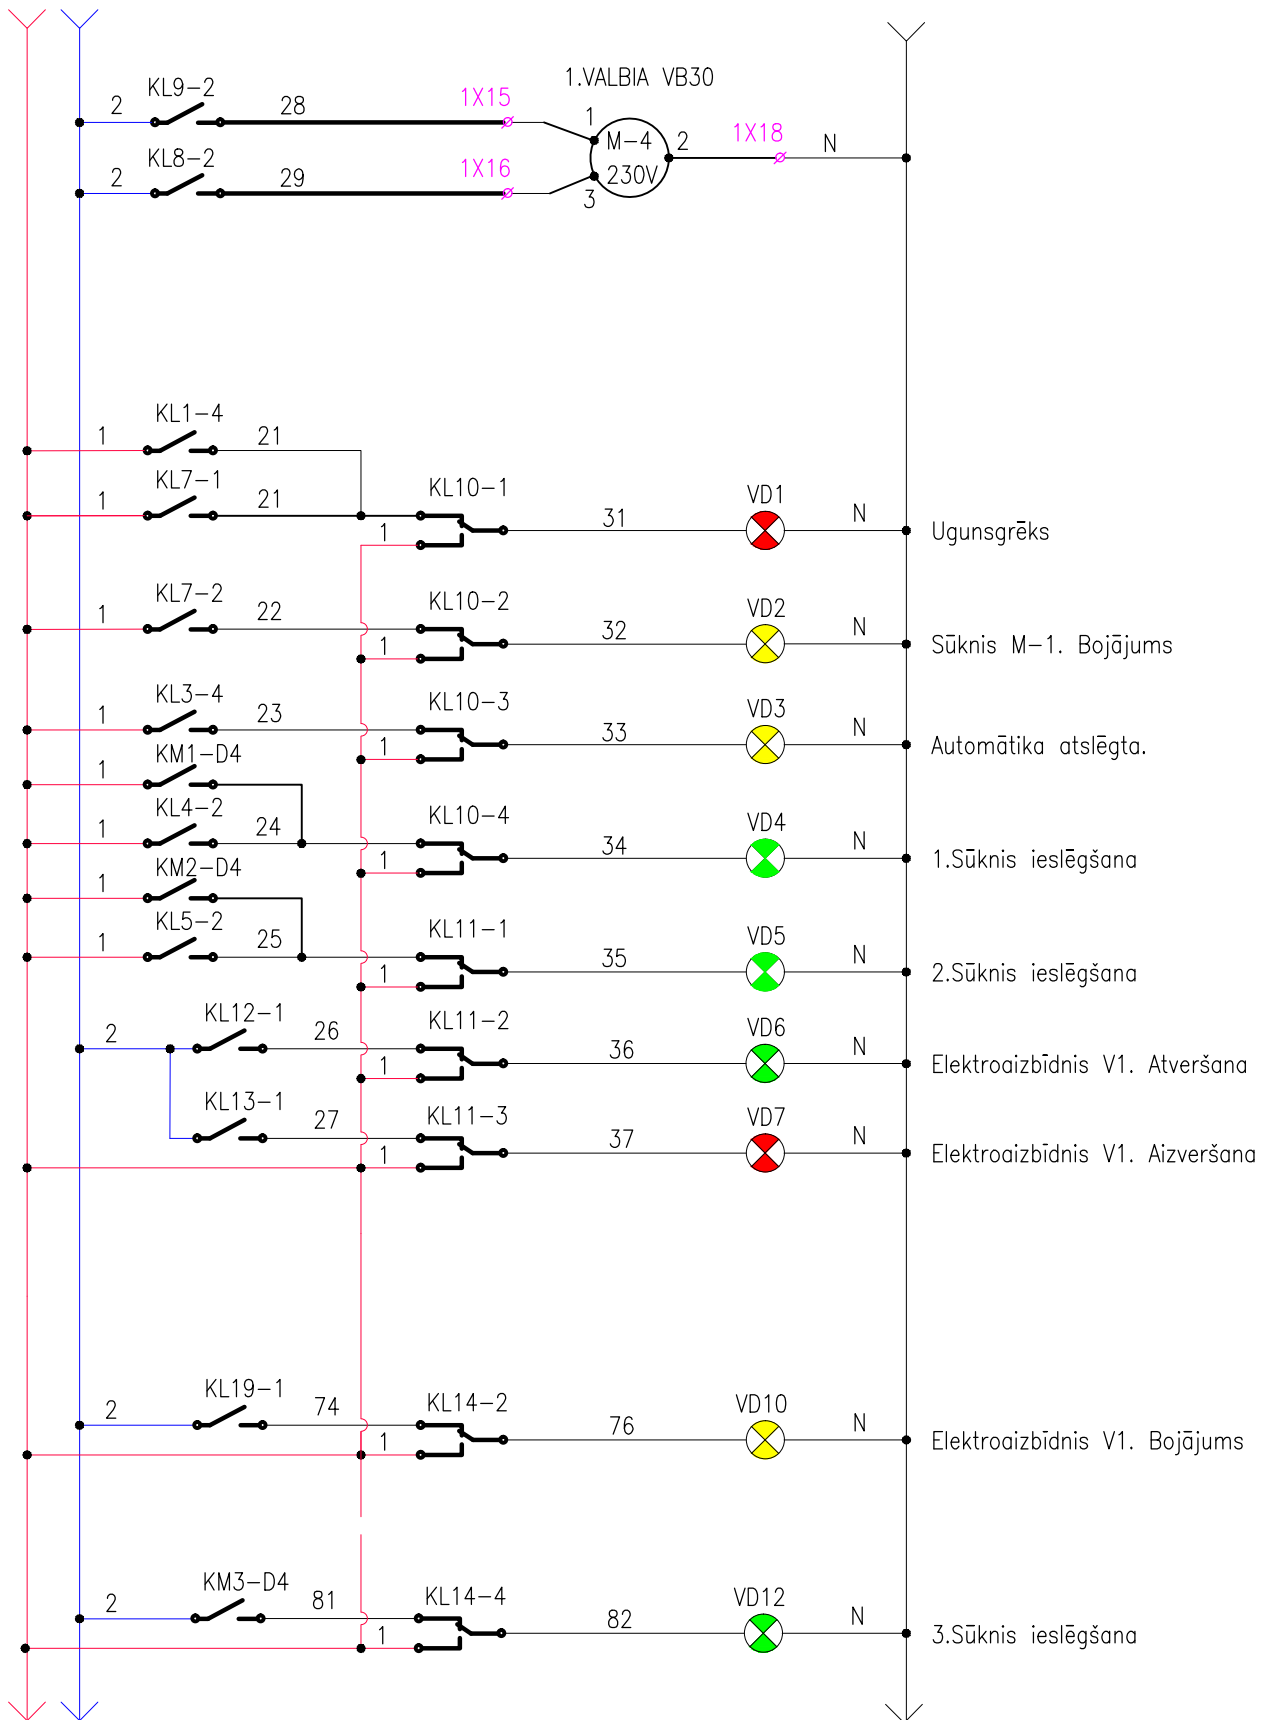 1.VALBIA VB30
KL9-2
2
28
1X15
1
M-4
2
1X18
N
KL8-2
2
29
1X16
230V
3
KL1-4
1
21
KL7-1
1
21
KL10-1
1
31
VD1
N
Ugunsgrēks
KL7-2
1
22
KL10-2
1
32
VD2
N
Sūknis M-1. Bojājums
KL3-4
1
23
KL10-3
1
33
VD3
N
Automātika atslēgta.
KM1-D4
1
KL4-2
1
24
KL10-4
1
34
VD4
N
1.Sūknis ieslēgšana
KM2-D4
1
KL5-2
1
25
KL11-1
1
35
VD5
N
2.Sūknis ieslēgšana
KL12-1
2
26
KL11-2
1
36
VD6
N
Elektroaizbīdnis V1. Atveršana
KL13-1
27
KL11-3
1
37
VD7
N
Elektroaizbīdnis V1. Aizveršana
KL19-1
2
74
KL14-2
1
76
VD10
N
Elektroaizbīdnis V1. Bojājums
KM3-D4
2
81
KL14-4
1
82
VD12
N
3.Sūknis ieslēgšana